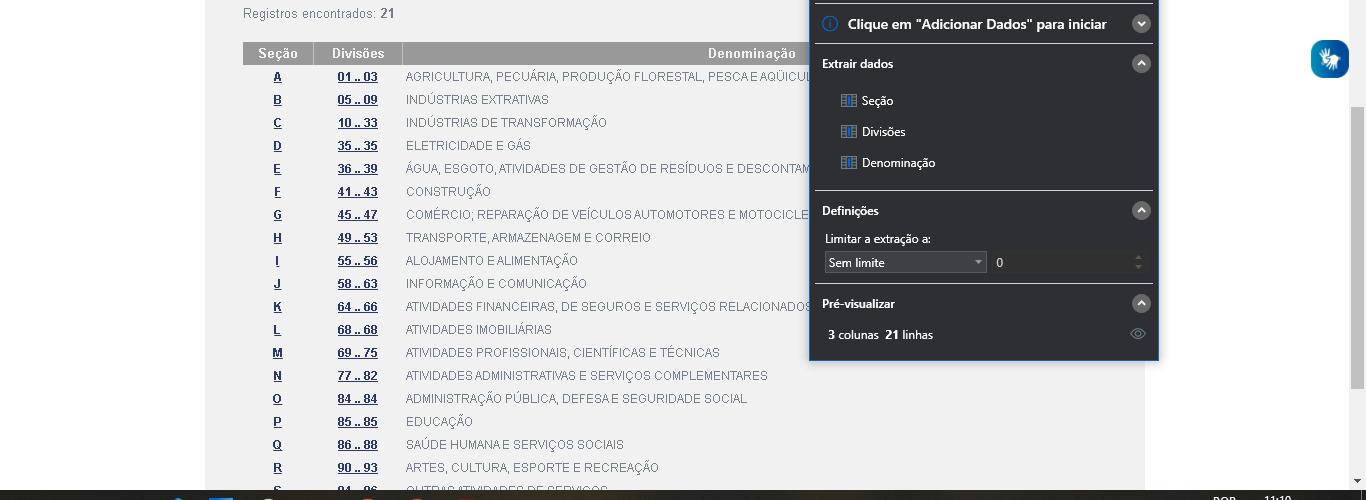 Registros encontrados: 21
Seção Divisões Denominação
A 01 .. 03 AGRICULTURA, PECUÁRIA, PRODUÇÃO FLORESTAL, PESCA E AQÜICUL
B 05 .. 09 INDÚSTRIAS EXTRATIVAS
C 10 .. 33 INDÚSTRIAS DE TRANSFORMAÇÃO
D 35 .. 35 ELETRICIDADE E GÁS
E 36 .. 39 ÁGUA, ESGOTO, ATIVIDADES DE GESTÃO DE RESÍDUOS E DESCONTAM
F 41 .. 43 CONSTRUÇÃO
G 45 .. 47 COMÉRCIO; REPARAÇÃO DE VEÍCULOS AUTOMOTORES E MOTOCICLE
H 49 .. 53 TRANSPORTE, ARMAZENAGEM E CORREIO
I 55 .. 56 ALOJAMENTO E ALIMENTAÇÃO
J 58 .. 63 INFORMAÇÃO E COMUNICAÇÃO
K 64 .. 66 ATIVIDADES FINANCEIRAS, DE SEGUROS E SERVIÇOS RELACIONADOS
L 68 .. 68 ATIVIDADES IMOBILIÁRIAS
M 69 .. 75 ATIVIDADES PROFISSIONAIS, CIENTÍFICAS E TÉCNICAS
N 77 .. 82 ATIVIDADES ADMINISTRATIVAS E SERVIÇOS COMPLEMENTARES
O 84 .. 84 ADMINISTRAÇÃO PÚBLICA, DEFESA E SEGURIDADE SOCIAL
P 85 .. 85 EDUCAÇÃO
Q 86 .. 88 SAÚDE HUMANA E SERVIÇOS SOCIAIS
R 90 .. 93 ARTES, CULTURA, ESPORTE E RECREAÇÃO
S 94 .. 96 OUTRAS ATIVIDADES DE SERVIÇOS
Clique em "Adicionar Dados" para iniciar
Extrair dados
Seção
Divisões
Denominação
Definições
Limitar a extração a:
Sem limite 0
Pré-visualizar
3 colunas 21 linhas
POR 11:10